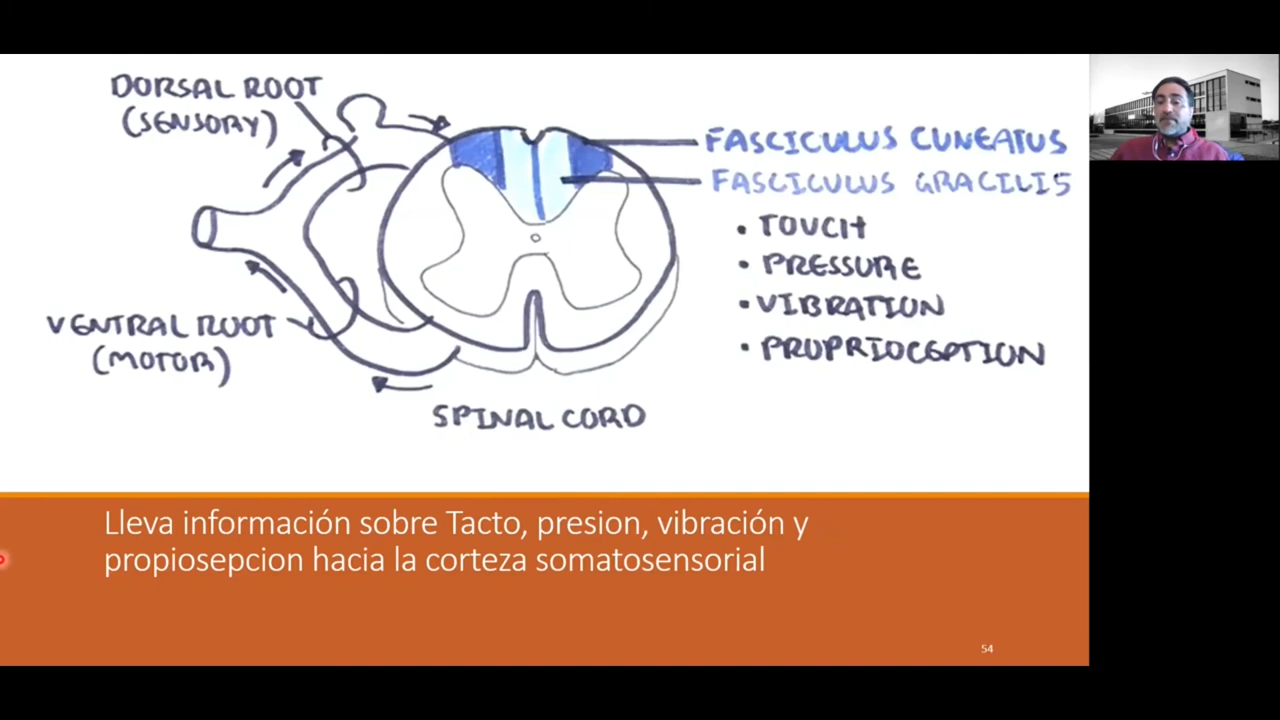 DORSAL ROOT
(SENSORY)
FASCICULUS CUNEATUS
FASCICULUS GRACILIS
• TOUCH
• PRESSURE
• VIBRATION
• PROPRIOCEPTION
VENTRAL ROOT
(MOTOR)
SPINAL CORD
Lleva información sobre Tacto, presion, vibración y
propiosepcion hacia la corteza somatosensorial
54